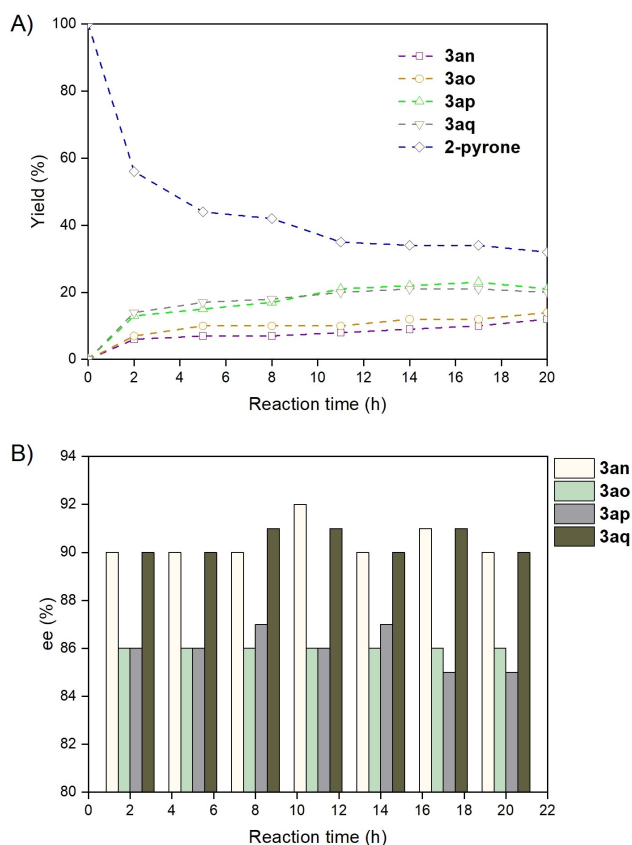 A)
100
80
60
40
20
0
Yield (%)
3an
3ao
3ap
3aq
2-pyrone
0 2 4 6 8 10 12 14 16 18 20
Reaction time (h)
B)
94
92
90
88
86
84
82
80
ee (%)
3an
3ao
3ap
3aq
0 2 4 6 8 10 12 14 16 18 20 22
Reaction time (h)